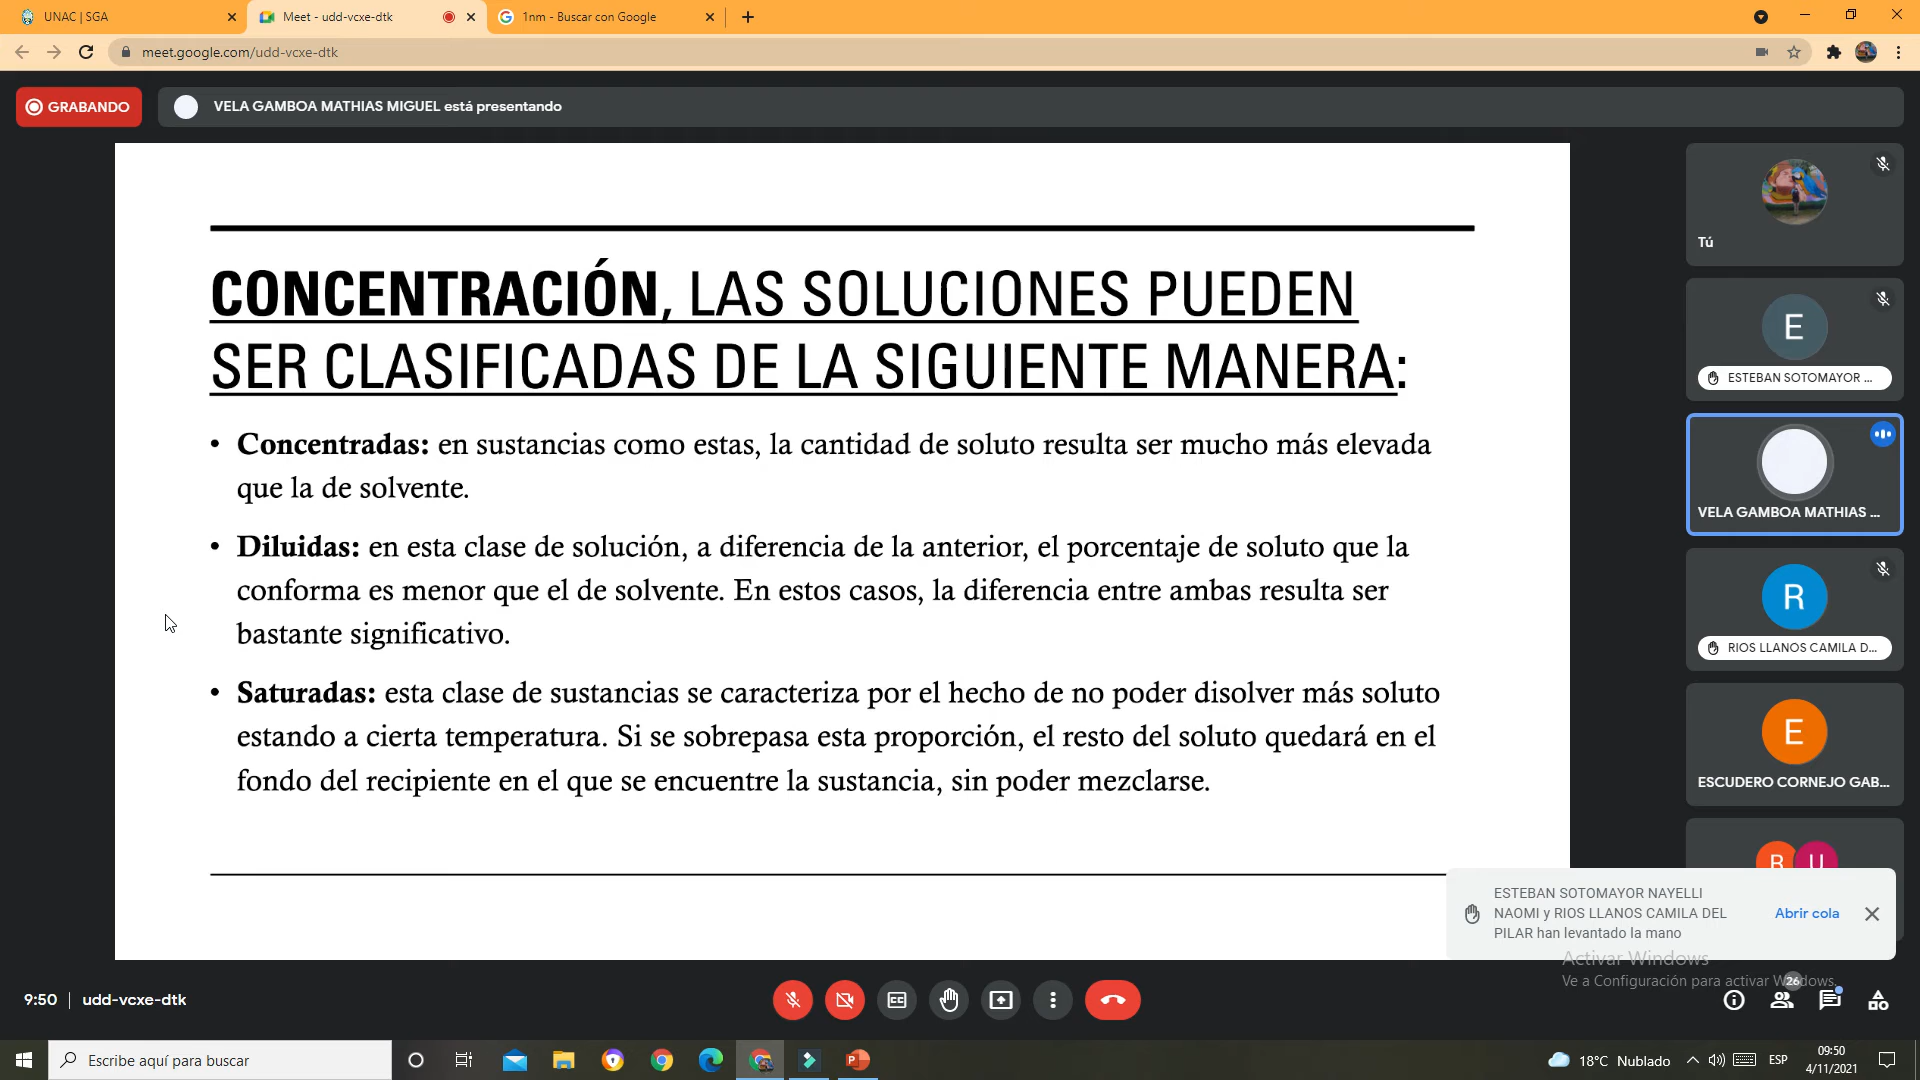 UNAC | SGA
Meet - udd-vcxe-dtk
1nm - Buscar con Google
meet.google.com/udd-vcxe-dtk
GRABANDO
VELA GAMBOA MATHIAS MIGUEL está presentando
CONCENTRACIÓN, LAS SOLUCIONES PUEDEN
SER CLASIFICADAS DE LA SIGUIENTE MANERA:
• Concentradas: en sustancias como estas, la cantidad de soluto resulta ser mucho más elevada
que la de solvente.
• Diluidas: en esta clase de solución, a diferencia de la anterior, el porcentaje de soluto que la
conforma es menor que el de solvente. En estos casos, la diferencia entre ambas resulta ser
bastante significativo.
• Saturadas: esta clase de sustancias se caracteriza por el hecho de no poder disolver más soluto
estando a cierta temperatura. Si se sobrepasa esta proporción, el resto del soluto quedará en el
fondo del recipiente en el que se encuentre la sustancia, sin poder mezclarse.
Tú
E
ESTEBAN SOTOMAYOR ...
VELA GAMBOA MATHIAS ...
R
RIOS LLANOS CAMILA D...
E
ESCUDERO CORNEJO GAB...
R U
ESTEBAN SOTOMAYOR NAYELLI
NAOMI y RIOS LLANOS CAMILA DEL
PILAR han levantado la mano
Abrir cola
Activar Windows
Ve a Configuración para activar Windows.
26
9:50 | udd-vcxe-dtk
Escribe aquí para buscar
18°C Nublado
ESP
09:50
4/11/2021